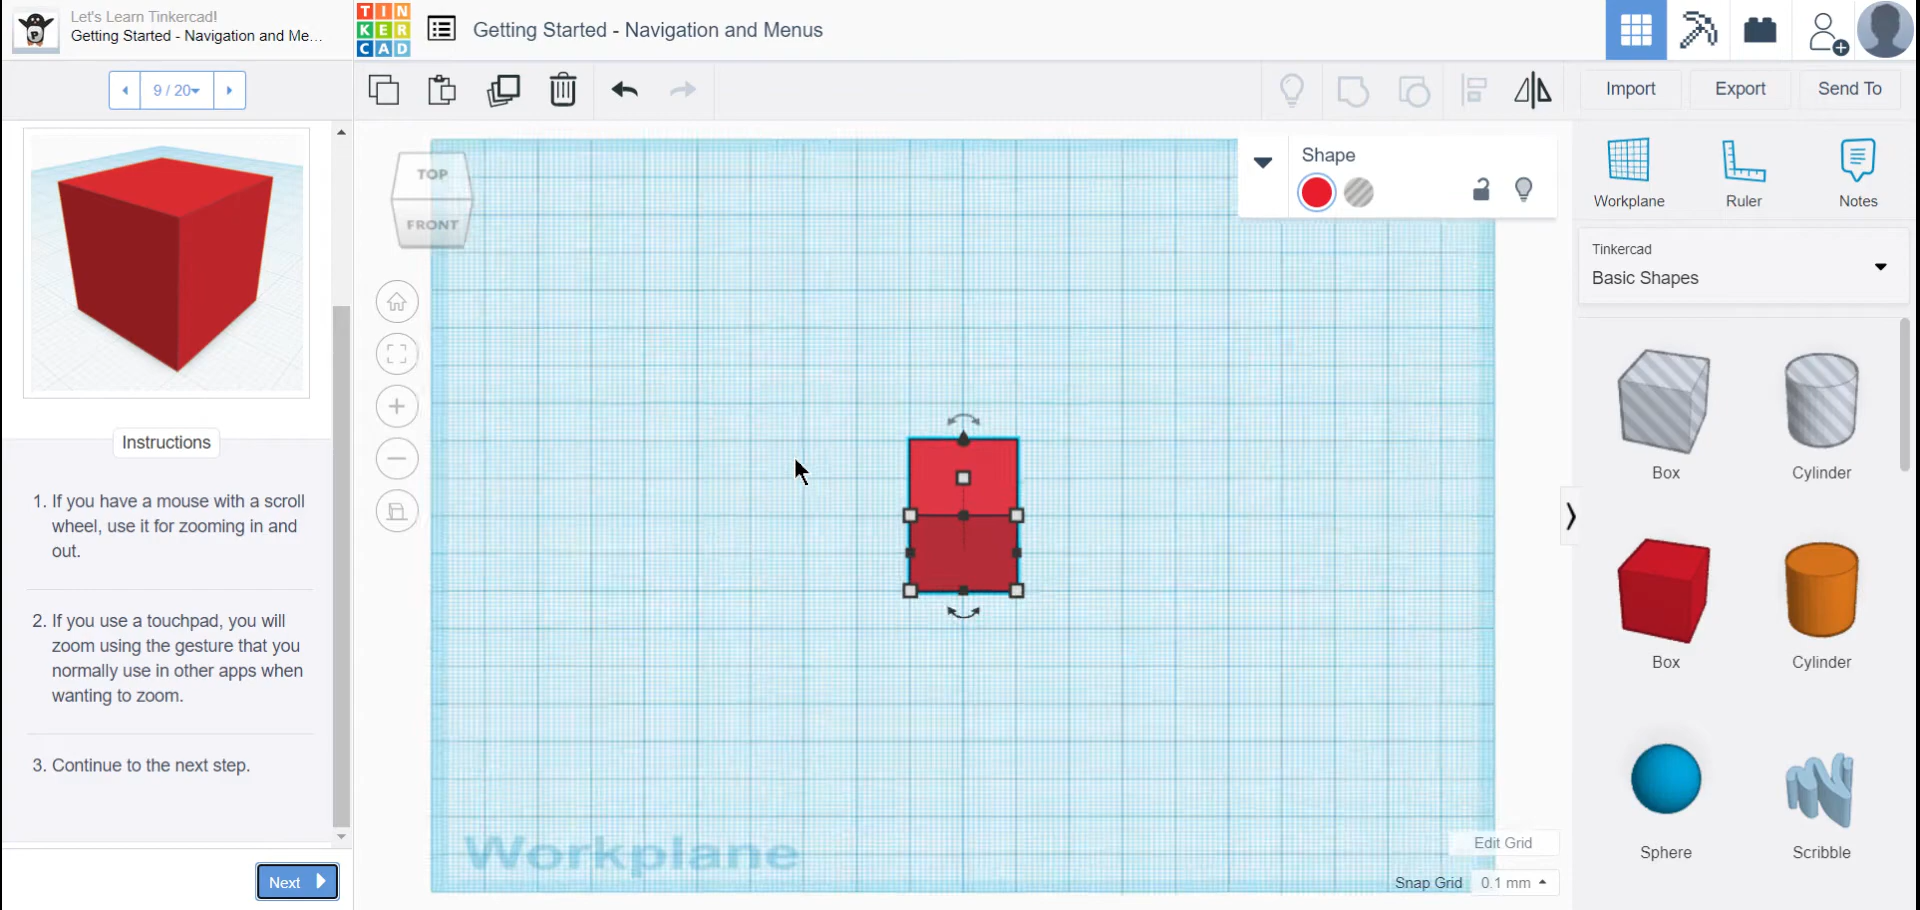 Let's Learn Tinkercad!
Getting Started - Navigation and Me...
TIN
KER
CAD
Getting Started - Navigation and Menus
9 / 20
Import
Export
Send To
TOP
FRONT
Shape
Workplane
Ruler
Notes
Tinkercad
Basic Shapes
Instructions
1. If you have a mouse with a scroll
wheel, use it for zooming in and
out.
2. If you use a touchpad, you will
zoom using the gesture that you
normally use in other apps when
wanting to zoom.
3. Continue to the next step.
Next
Box
Cylinder
Box
Cylinder
Sphere
Scribble
Workplane
Edit Grid
Snap Grid 0.1 mm